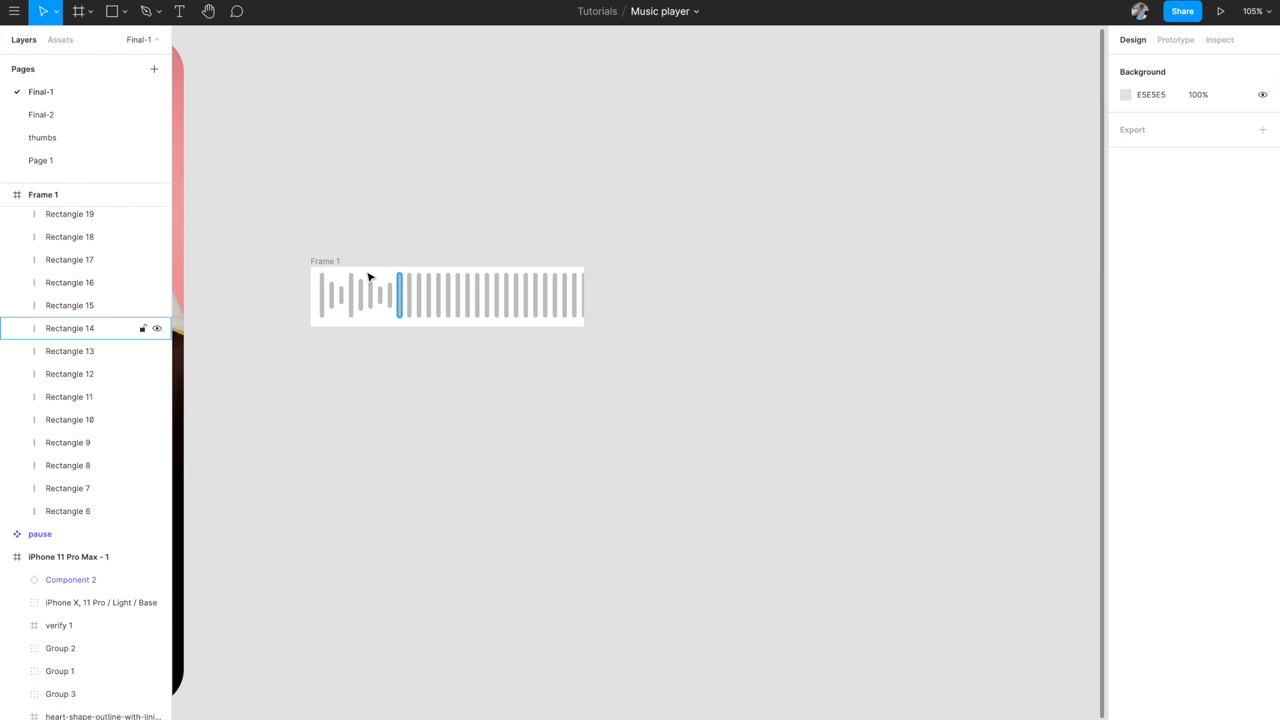 Tutorials / Music player
Share
105%
Layers
Assets
Final-1
Design
Prototype
Inspect
Pages
Background
Final-1
E5E5E5
100%
Final-2
Export
thumbs
Page 1
Frame 1
Rectangle 19
Rectangle 18
Rectangle 17
Frame 1
Rectangle 16
Rectangle 15
Rectangle 14
Rectangle 13
Rectangle 12
Rectangle 11
Rectangle 10
Rectangle 9
Rectangle 8
Rectangle 7
Rectangle 6
pause
iPhone 11 Pro Max - 1
Component 2
iPhone X, 11 Pro / Light / Base
verify 1
Group 2
Group 1
Group 3
heart-shape-outline-with-lini...